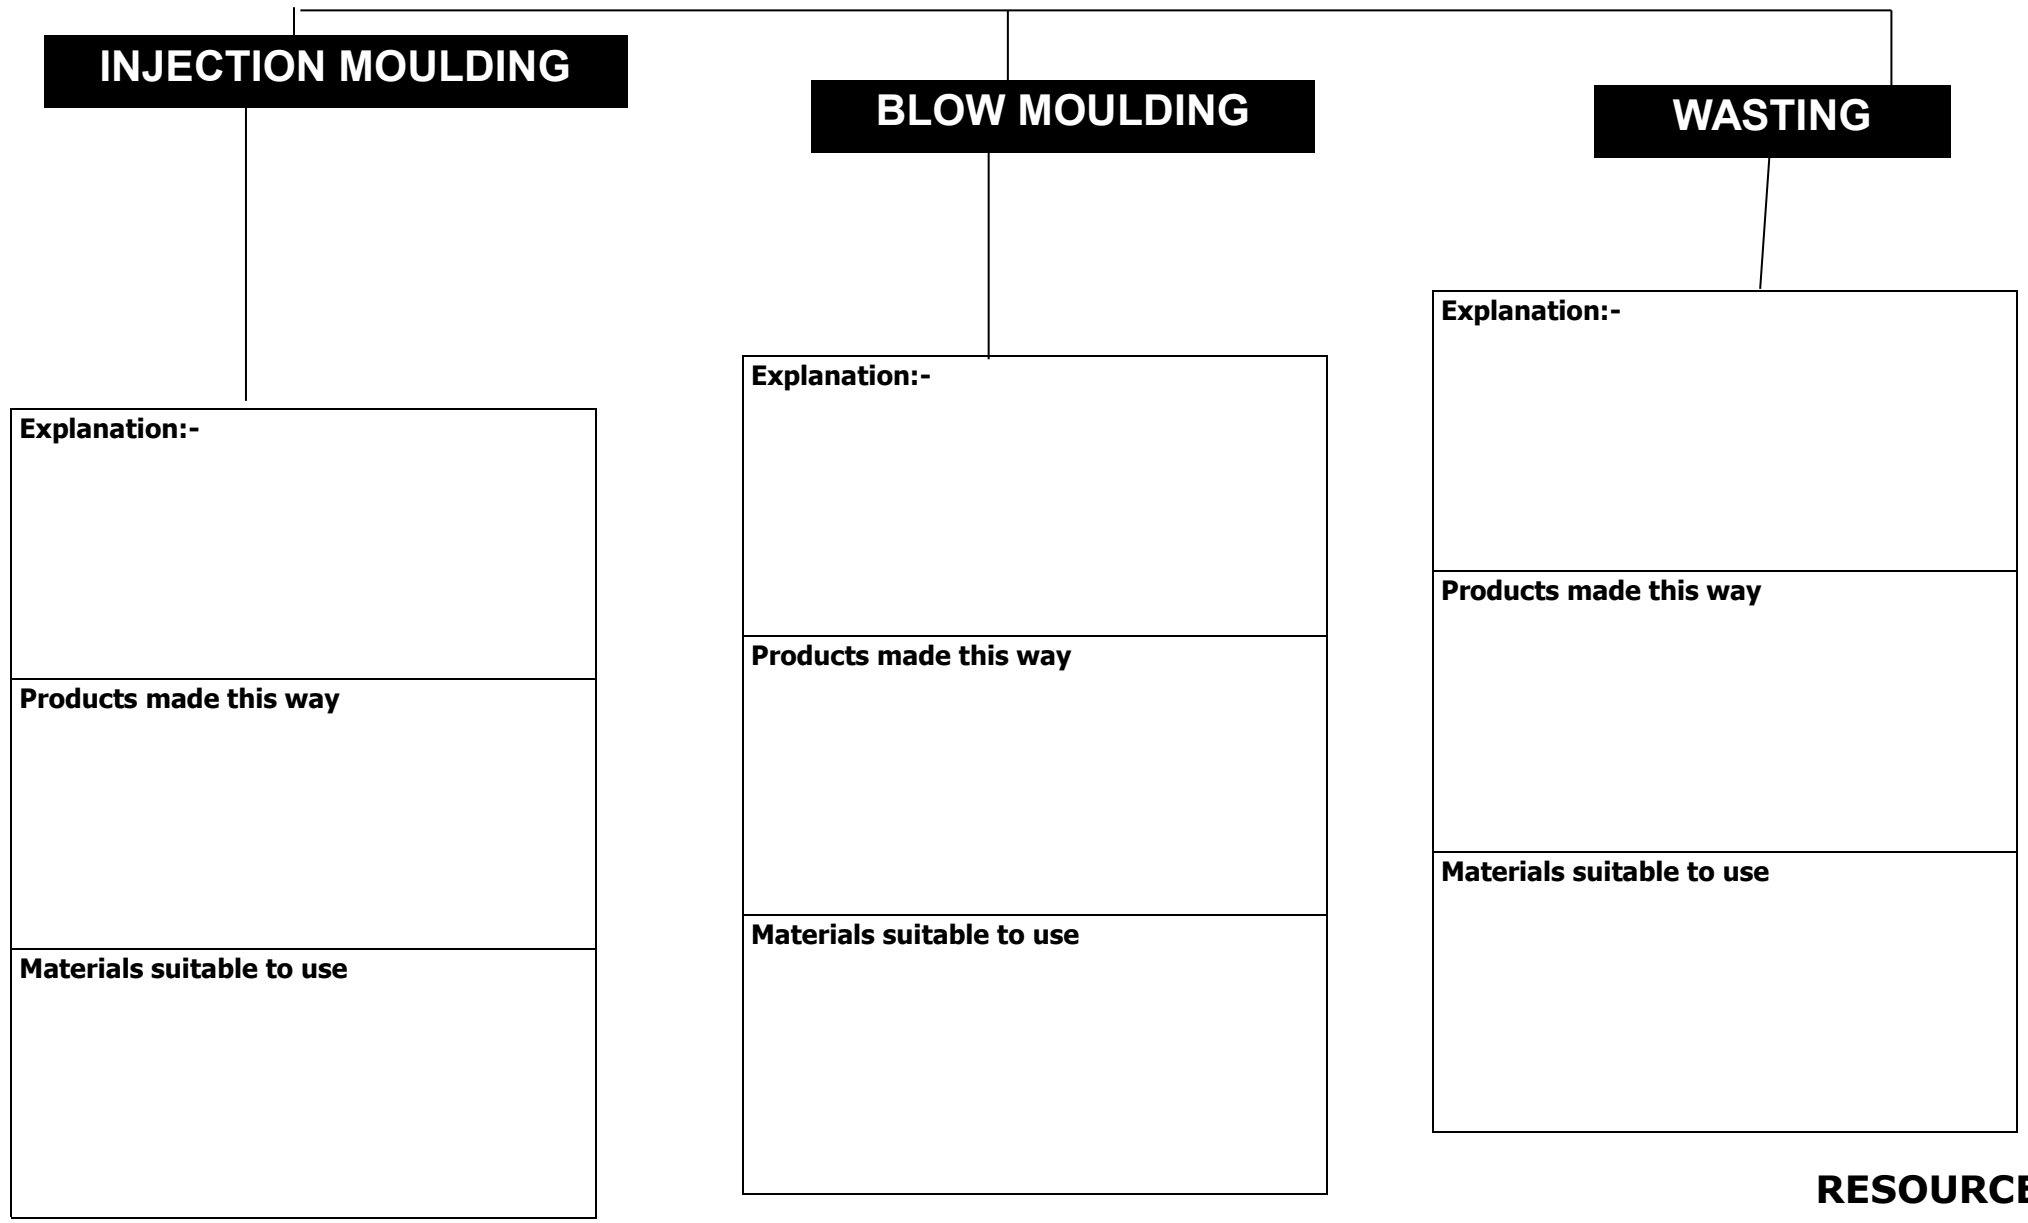 INJECTION MOULDING
BLOW MOULDING
WASTING
Explanation:-
Products made this way
Materials suitable to use
Explanation:-
Products made this way
Materials suitable to use
Explanation:-
Products made this way
Materials suitable to use
RESOURCE